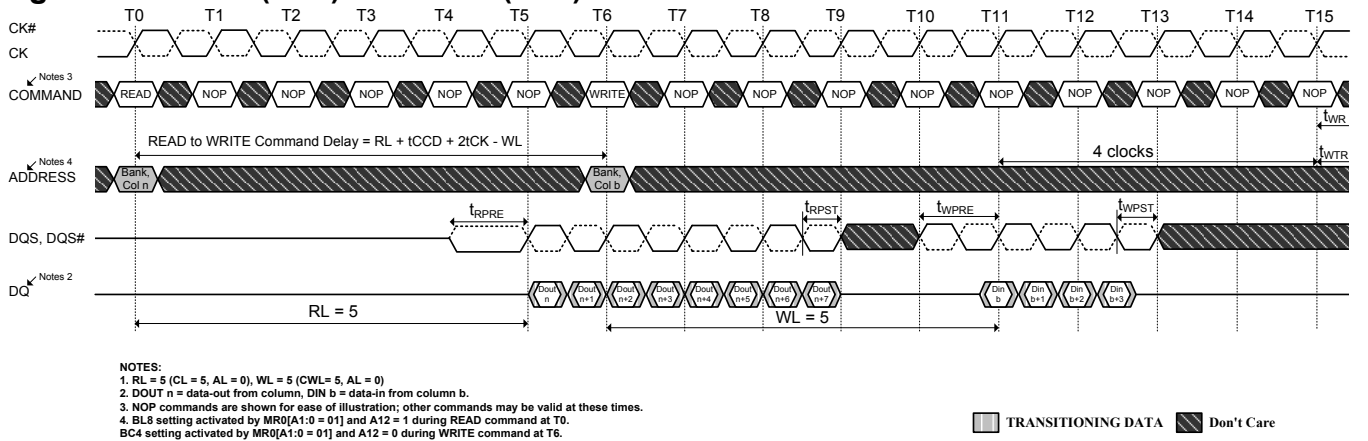 T0 T1 T2 T3 T4 T5 T6 T7 T8 T9 T10 T11 T12 T13 T14 T15
CK#
CK
Notes 3
COMMAND READ NOP NOP NOP NOP NOP WRITE NOP NOP NOP NOP NOP NOP NOP NOP NOP
tWR
READ to WRITE Command Delay = RL + tCCD + 2tCK - WL
4 clocks
tWTR
Notes 4
ADDRESS
Bank, Col n
Bank, Col b
tRPRE tRPST tWPRE tWPST
DQS, DQS#
Notes 2
DQ
Dout n Dout n+1 Dout n+2 Dout n+3 Dout n+4 Dout n+5 Dout n+6 Dout n+7 Din b Din b+1 Din b+2 Din b+3
RL = 5 WL = 5
NOTES:
1. RL = 5 (CL = 5, AL = 0), WL = 5 (CWL= 5, AL = 0)
2. DOUT n = data-out from column, DIN b = data-in from column b.
3. NOP commands are shown for ease of illustration; other commands may be valid at these times.
4. BL8 setting activated by MR0[A1:0 = 01] and A12 = 1 during READ command at T0.
BC4 setting activated by MR0[A1:0 = 01] and A12 = 0 during WRITE command at T6.
TRANSITIONING DATA Don't Care